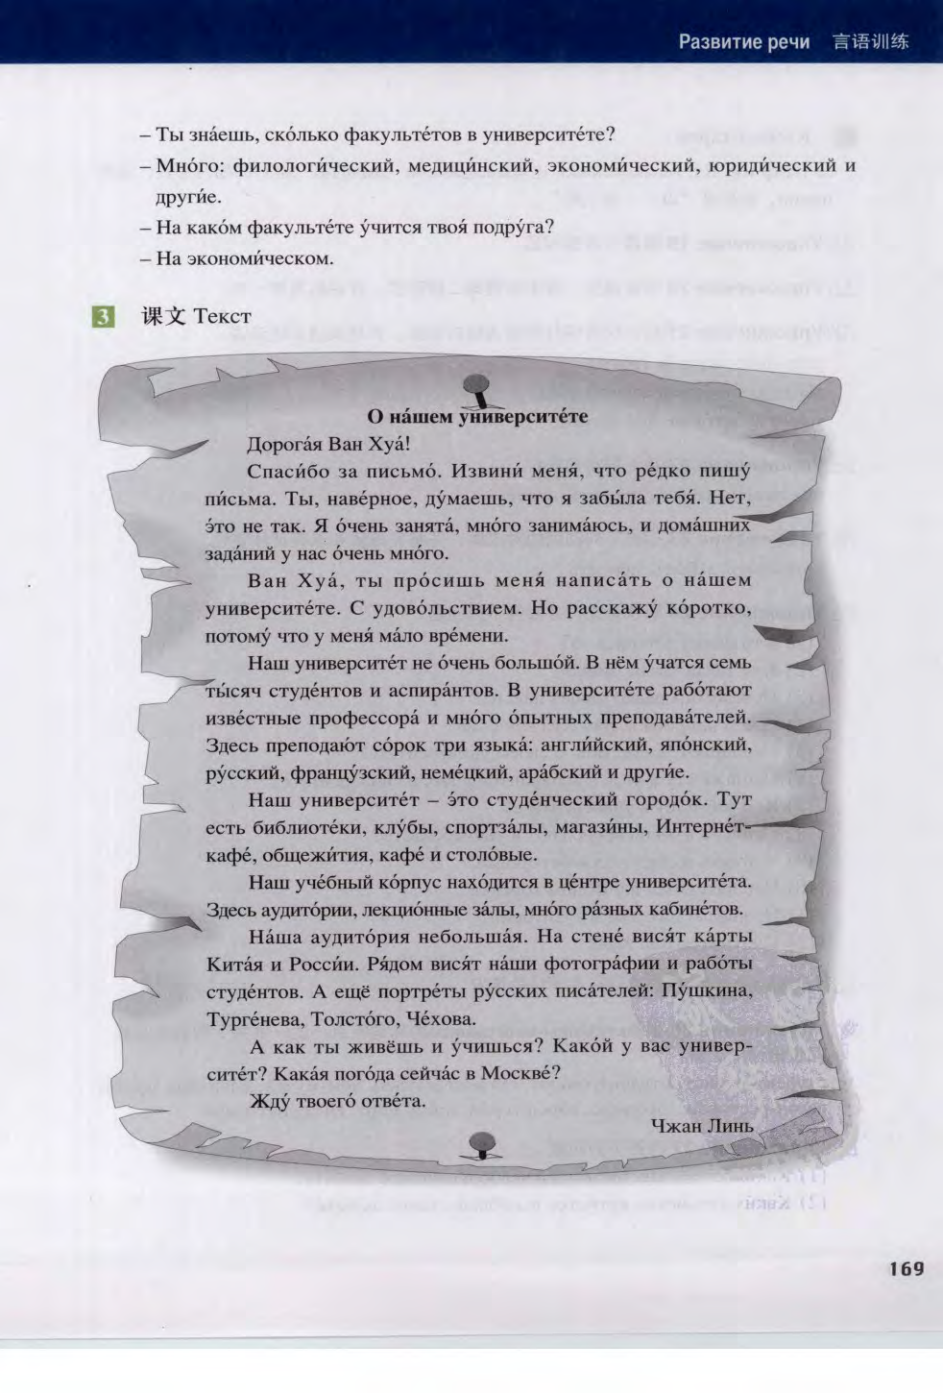 Развитие речи 言语训练
– Ты зна́ешь, ско́лько факульте́тов в университе́те?
– Мно́го: филологи́ческий, медици́нский, экономи́ческий, юриди́ческий и
други́е.
– На како́м факульте́те у́чится твоя́ подру́га?
– На экономи́ческом.
3 课文 Текст
О на́шем университе́те
Дорога́я Ван Хуа́!
Спаси́бо за письмо́. Извини́ меня́, что ре́дко пишу́
пи́сьма. Ты, наве́рное, ду́маешь, что я забы́ла тебя́. Нет,
э́то не так. Я о́чень занята́, мно́го занима́юсь, и дома́шних
зада́ний у нас о́чень мно́го.
Ван Хуа́, ты про́сишь меня́ написа́ть о на́шем
университе́те. С удово́льствием. Но расскажу́ ко́ротко,
потому́ что у меня́ ма́ло вре́мени.
Наш университе́т не о́чень большо́й. В нём у́чатся семь
ты́сяч студе́нтов и аспира́нтов. В университе́те рабо́тают
изве́стные профессора́ и мно́го о́пытных преподава́телей.
Здесь преподаю́т со́рок три языка́: англи́йский, япо́нский,
ру́сский, францу́зский, неме́цкий, ара́бский и други́е.
Наш университе́т – э́то студе́нческий городо́к. Тут
есть библиоте́ки, клу́бы, спортза́лы, магази́ны, Интерне́т-
кафе́, общежи́тия, кафе́ и столо́вые.
Наш уче́бный ко́рпус нахо́дится в це́нтре университе́та.
Здесь аудито́рии, лекцио́нные за́лы, мно́го ра́зных кабине́тов.
На́ша аудито́рия небольша́я. На стене́ вися́т ка́рты
Кита́я и Росси́и. Ря́дом вися́т на́ши фотогра́фии и рабо́ты
студе́нтов. А ещё портре́ты ру́сских писа́телей: Пу́шкина,
Турге́нева, Толсто́го, Че́хова.
А как ты живёшь и у́чишься? Како́й у вас универ-
сите́т? Кака́я пого́да сейча́с в Москве́?
Жду твоего́ отве́та.
Чжан Линь
169